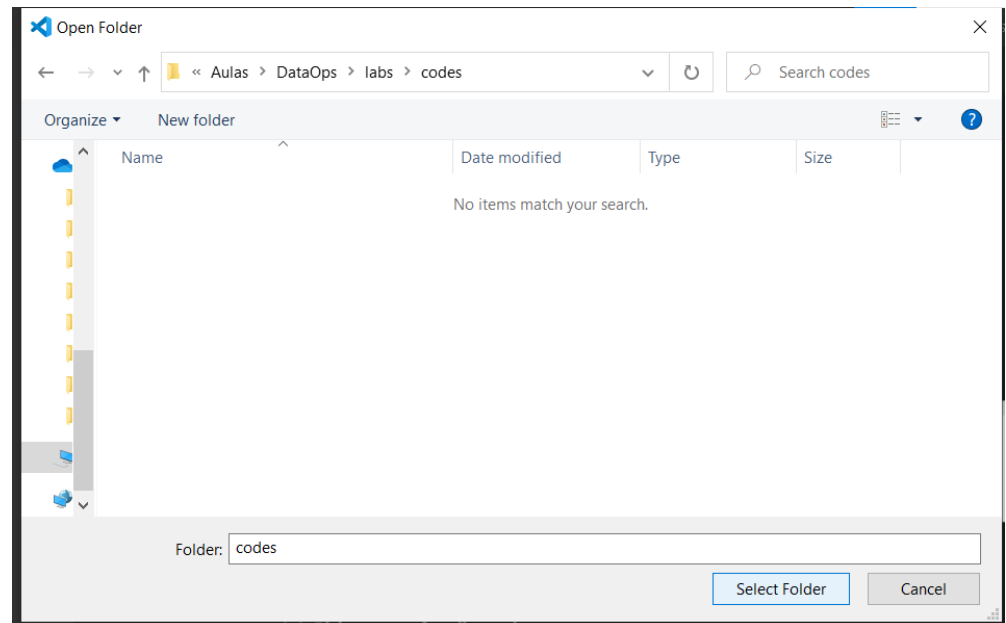 Open Folder
« Aulas > DataOps > labs > codes
Search codes
Organize
New folder
?
Name
Date modified
Type
Size
No items match your search.
Folder: codes
Select Folder
Cancel